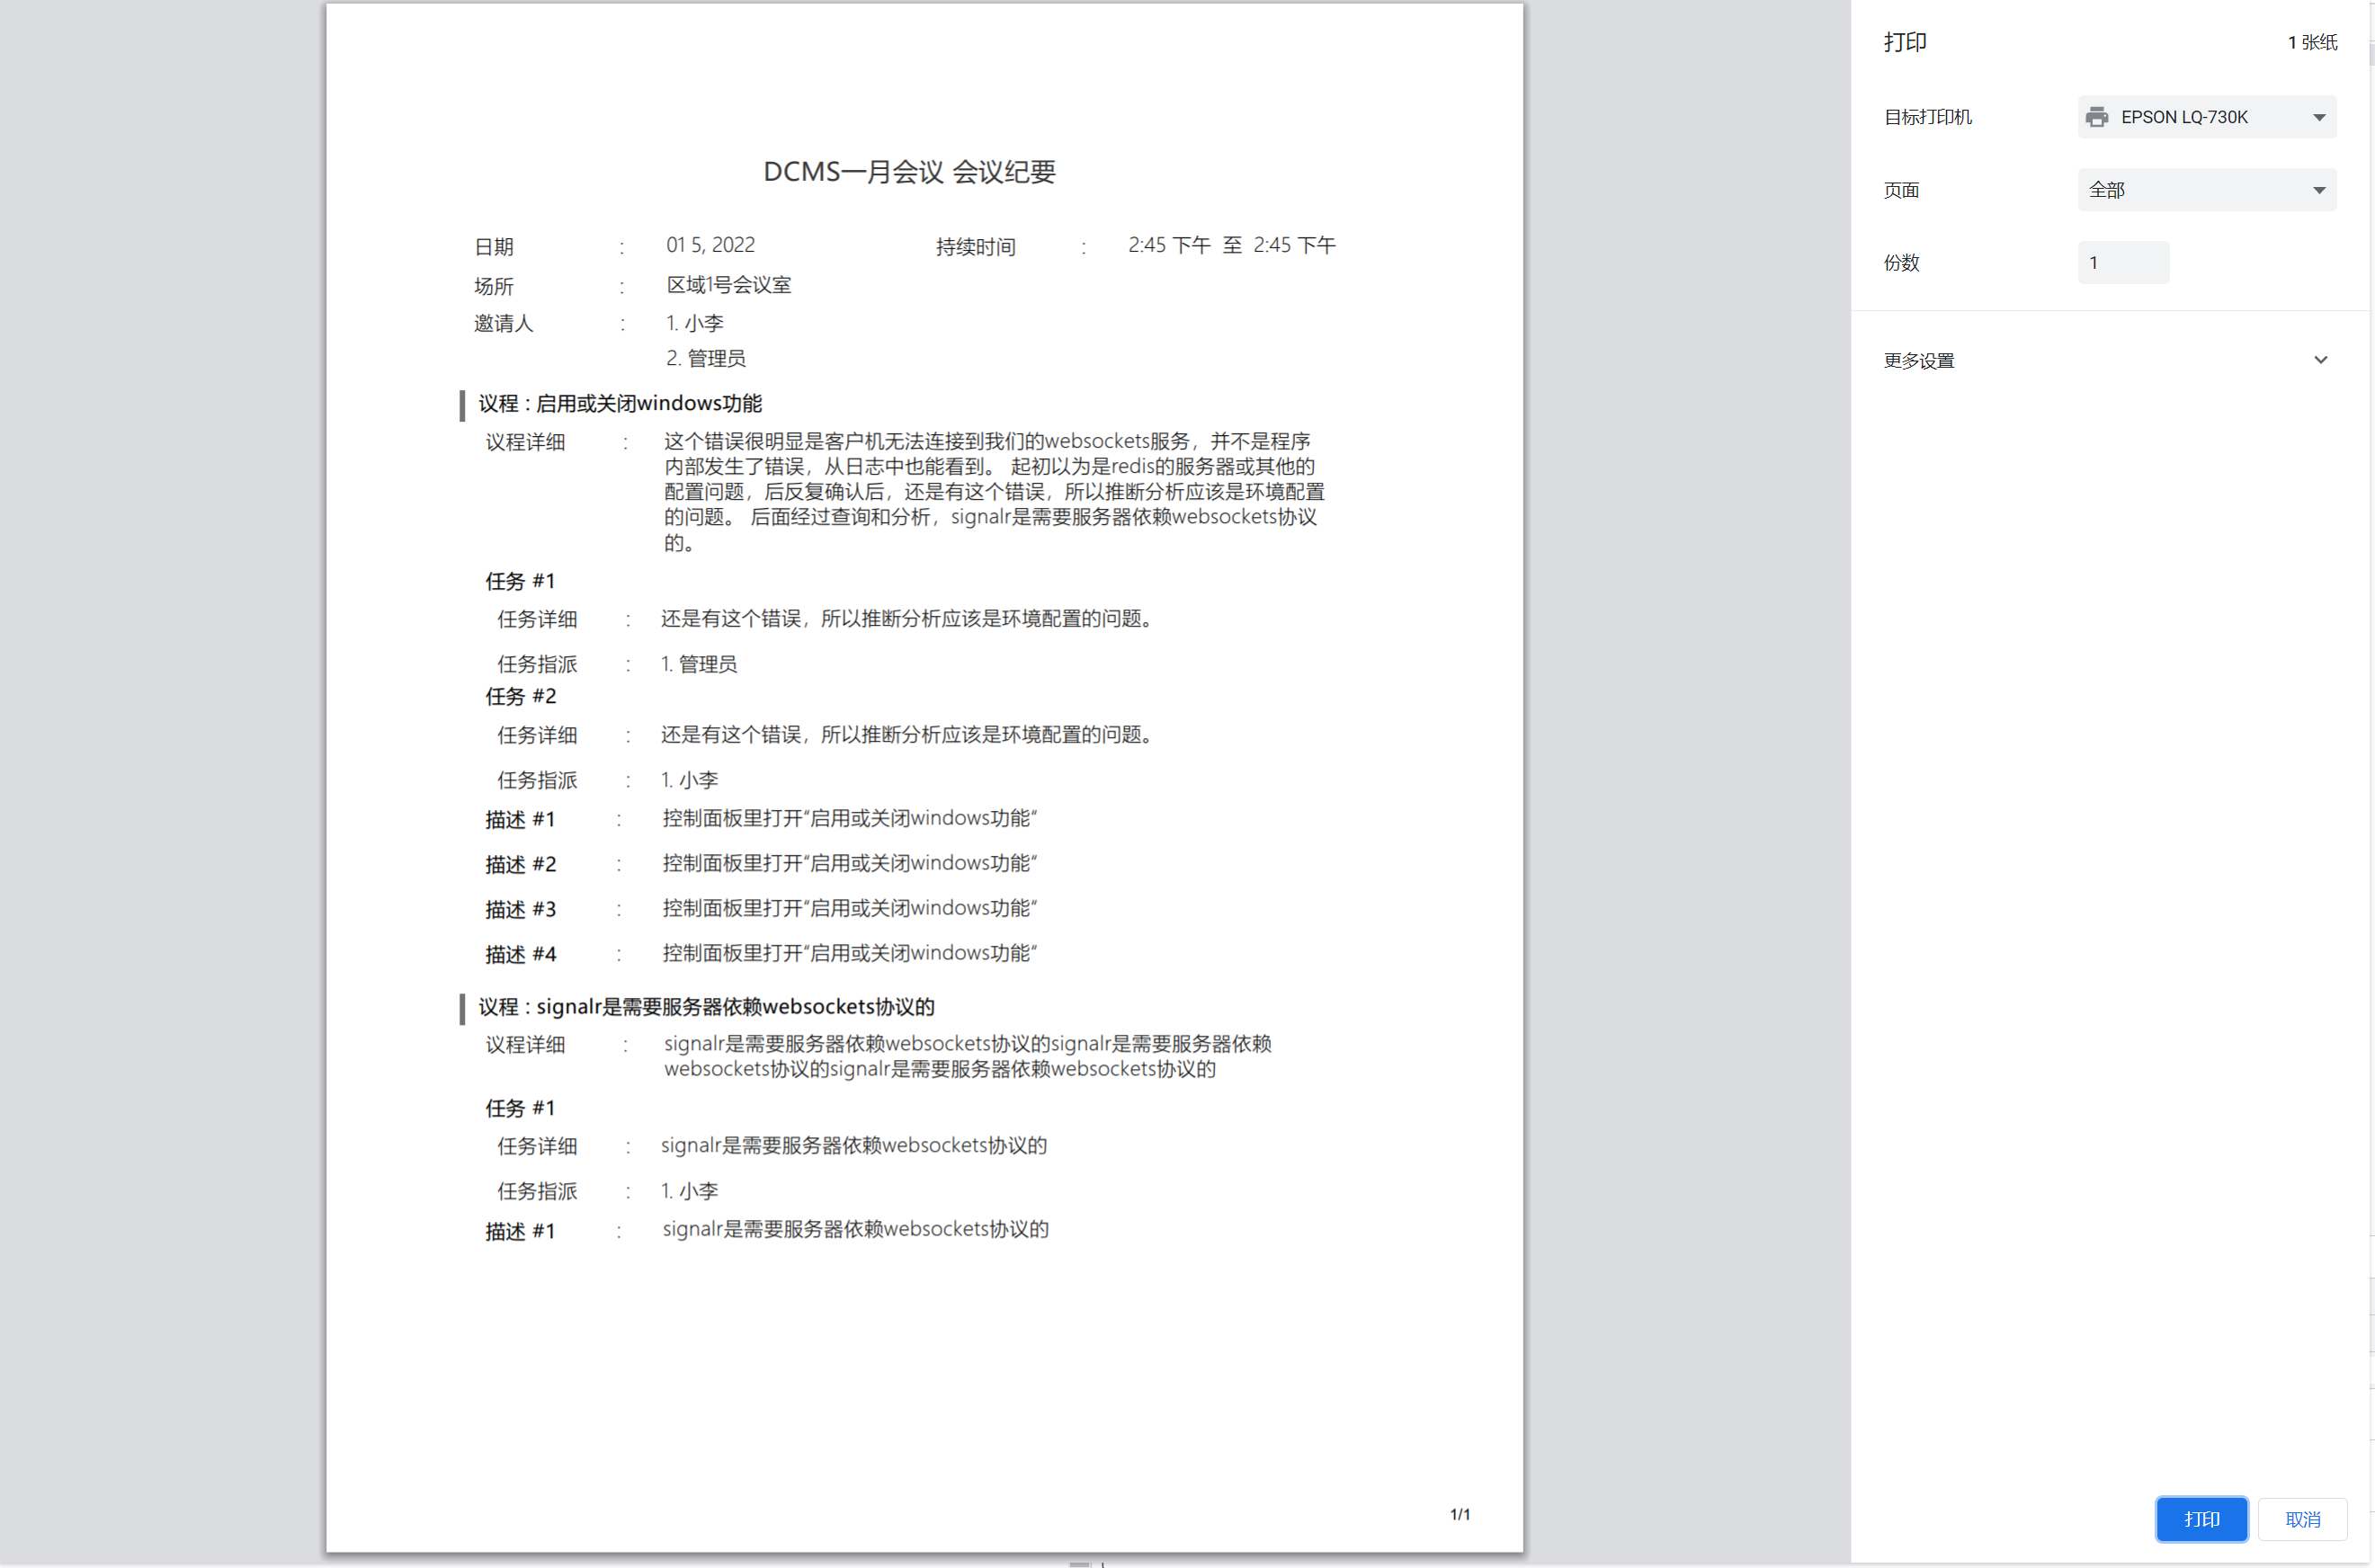 DCMS一月会议 会议纪要
日期 : 01 5, 2022 持续时间 : 2:45 下午 至 2:45 下午
场所 : 区域1号会议室
邀请人 : 1. 小李
2. 管理员
议程 : 启用或关闭windows功能
议程详细 : 这个错误很明显是客户机无法连接到我们的websockets服务，并不是程序
内部发生了错误，从日志中也能看到。 起初以为是redis的服务器或其他的
配置问题，后反复确认后，还是有这个错误，所以推断分析应该是环境配置
的问题。 后面经过查询和分析，signalr是需要服务器依赖websockets协议
的。
任务 #1
任务详细 : 还是有这个错误，所以推断分析应该是环境配置的问题。
任务指派 : 1. 管理员
任务 #2
任务详细 : 还是有这个错误，所以推断分析应该是环境配置的问题。
任务指派 : 1. 小李
描述 #1 : 控制面板里打开“启用或关闭windows功能“
描述 #2 : 控制面板里打开“启用或关闭windows功能“
描述 #3 : 控制面板里打开“启用或关闭windows功能“
描述 #4 : 控制面板里打开“启用或关闭windows功能“
议程 : signalr是需要服务器依赖websockets协议的
议程详细 : signalr是需要服务器依赖websockets协议的signalr是需要服务器依赖
websockets协议的signalr是需要服务器依赖websockets协议的
任务 #1
任务详细 : signalr是需要服务器依赖websockets协议的
任务指派 : 1. 小李
描述 #1 : signalr是需要服务器依赖websockets协议的
1/1
打印 1 张纸
目标打印机 EPSON LQ-730K
页面 全部
份数 1
更多设置
打印 取消